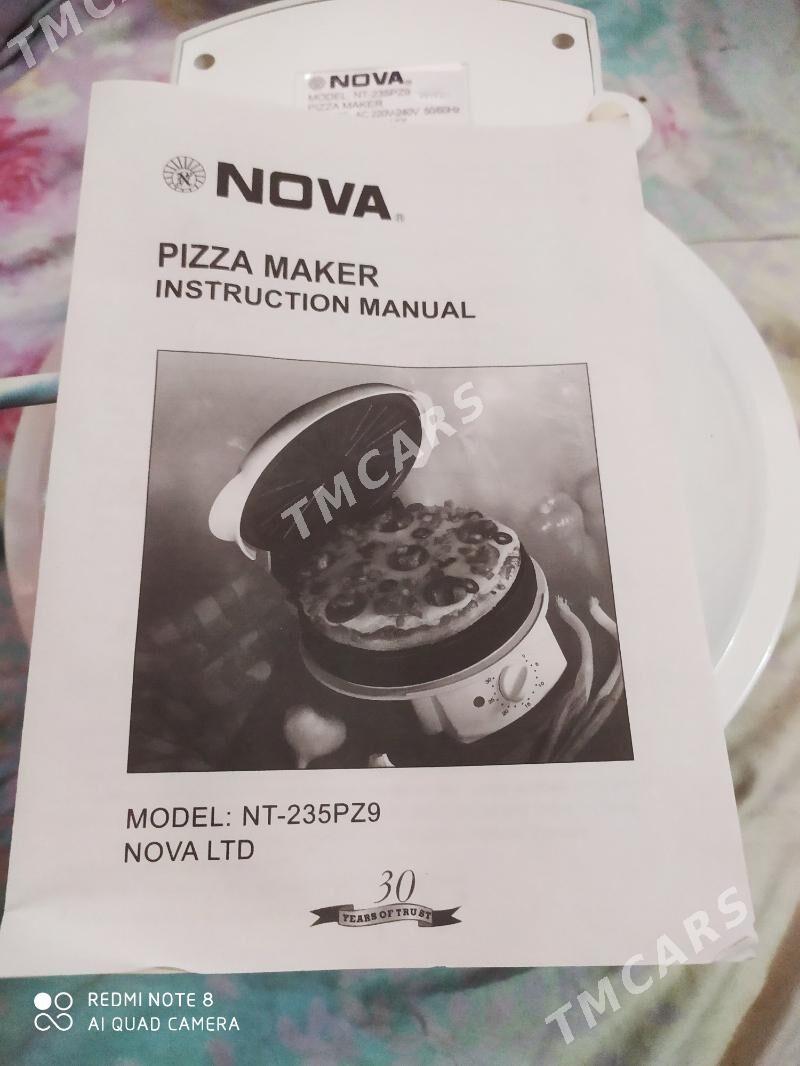 TMCARS
NOVA
MODEL NT-235PZ9
PIZZA MAKER
AC 220V-240V 50/60Hz
N
NOVA®
PIZZA MAKER
INSTRUCTION MANUAL
TMCARS
MODEL: NT-235PZ9
NOVA LTD
30
YEARS OF TRUST
TMCARS
REDMI NOTE 8
AI QUAD CAMERA